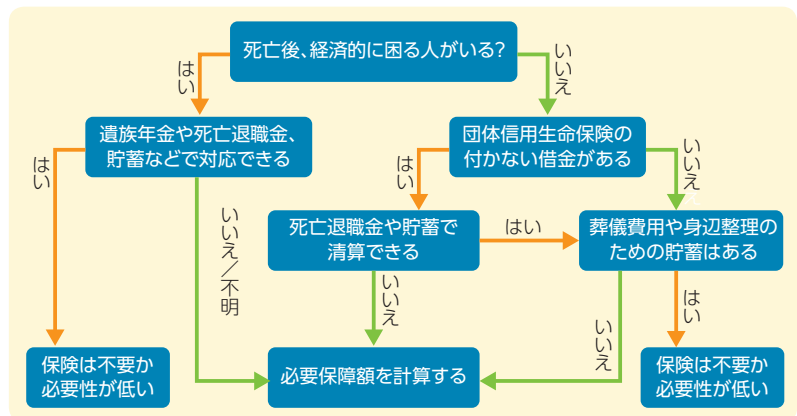 死亡後、経済的に困る人がいる?
はい
いいえ
遺族年金や死亡退職金、
貯蓄などで対応できる
団体信用生命保険の
付かない借金がある
はい
いいえ/不明
はい
いいえ
死亡退職金や貯蓄で
清算できる
はい
葬儀費用や身辺整理の
ための貯蓄はある
いいえ
いいえ
はい
保険は不要か
必要性が低い
必要保障額を計算する
保険は不要か
必要性が低い